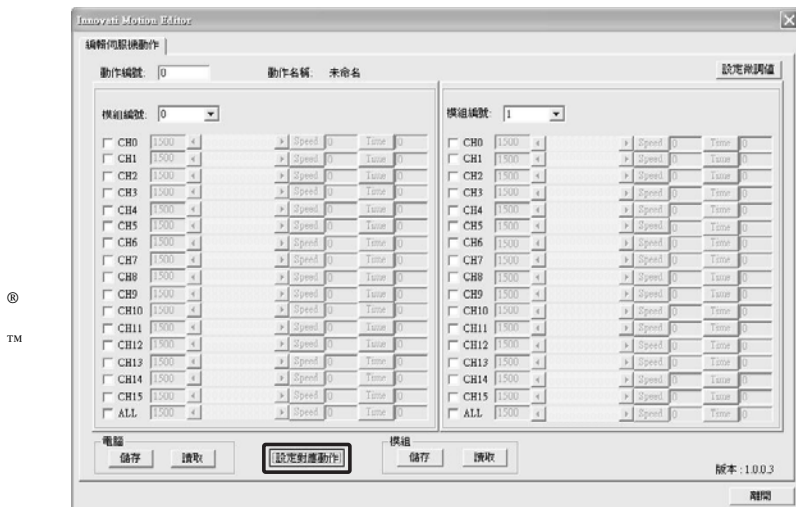 Innovati Motion Editor
編輯伺服機動作
動作編號: 0 動作名稱: 未命名 設定微調值
模組編號: 0 模組編號: 1
CH0 1500 Speed 0 Time 0 CH0 1500 Speed 0 Time 0
CH1 1500 Speed 0 Time 0 CH1 1500 Speed 0 Time 0
CH2 1500 Speed 0 Time 0 CH2 1500 Speed 0 Time 0
CH3 1500 Speed 0 Time 0 CH3 1500 Speed 0 Time 0
CH4 1500 Speed 0 Time 0 CH4 1500 Speed 0 Time 0
CH5 1500 Speed 0 Time 0 CH5 1500 Speed 0 Time 0
CH6 1500 Speed 0 Time 0 CH6 1500 Speed 0 Time 0
CH7 1500 Speed 0 Time 0 CH7 1500 Speed 0 Time 0
CH8 1500 Speed 0 Time 0 CH8 1500 Speed 0 Time 0
® CH9 1500 Speed 0 Time 0 CH9 1500 Speed 0 Time 0
CH10 1500 Speed 0 Time 0 CH10 1500 Speed 0 Time 0
CH11 1500 Speed 0 Time 0 CH11 1500 Speed 0 Time 0
™ CH12 1500 Speed 0 Time 0 CH12 1500 Speed 0 Time 0
CH13 1500 Speed 0 Time 0 CH13 1500 Speed 0 Time 0
CH14 1500 Speed 0 Time 0 CH14 1500 Speed 0 Time 0
CH15 1500 Speed 0 Time 0 CH15 1500 Speed 0 Time 0
ALL 1500 Speed 0 Time 0 ALL 1500 Speed 0 Time 0
電腦 模組
儲存 讀取 設定對應動作 儲存 讀取
版本 : 1.0.0.3
離開